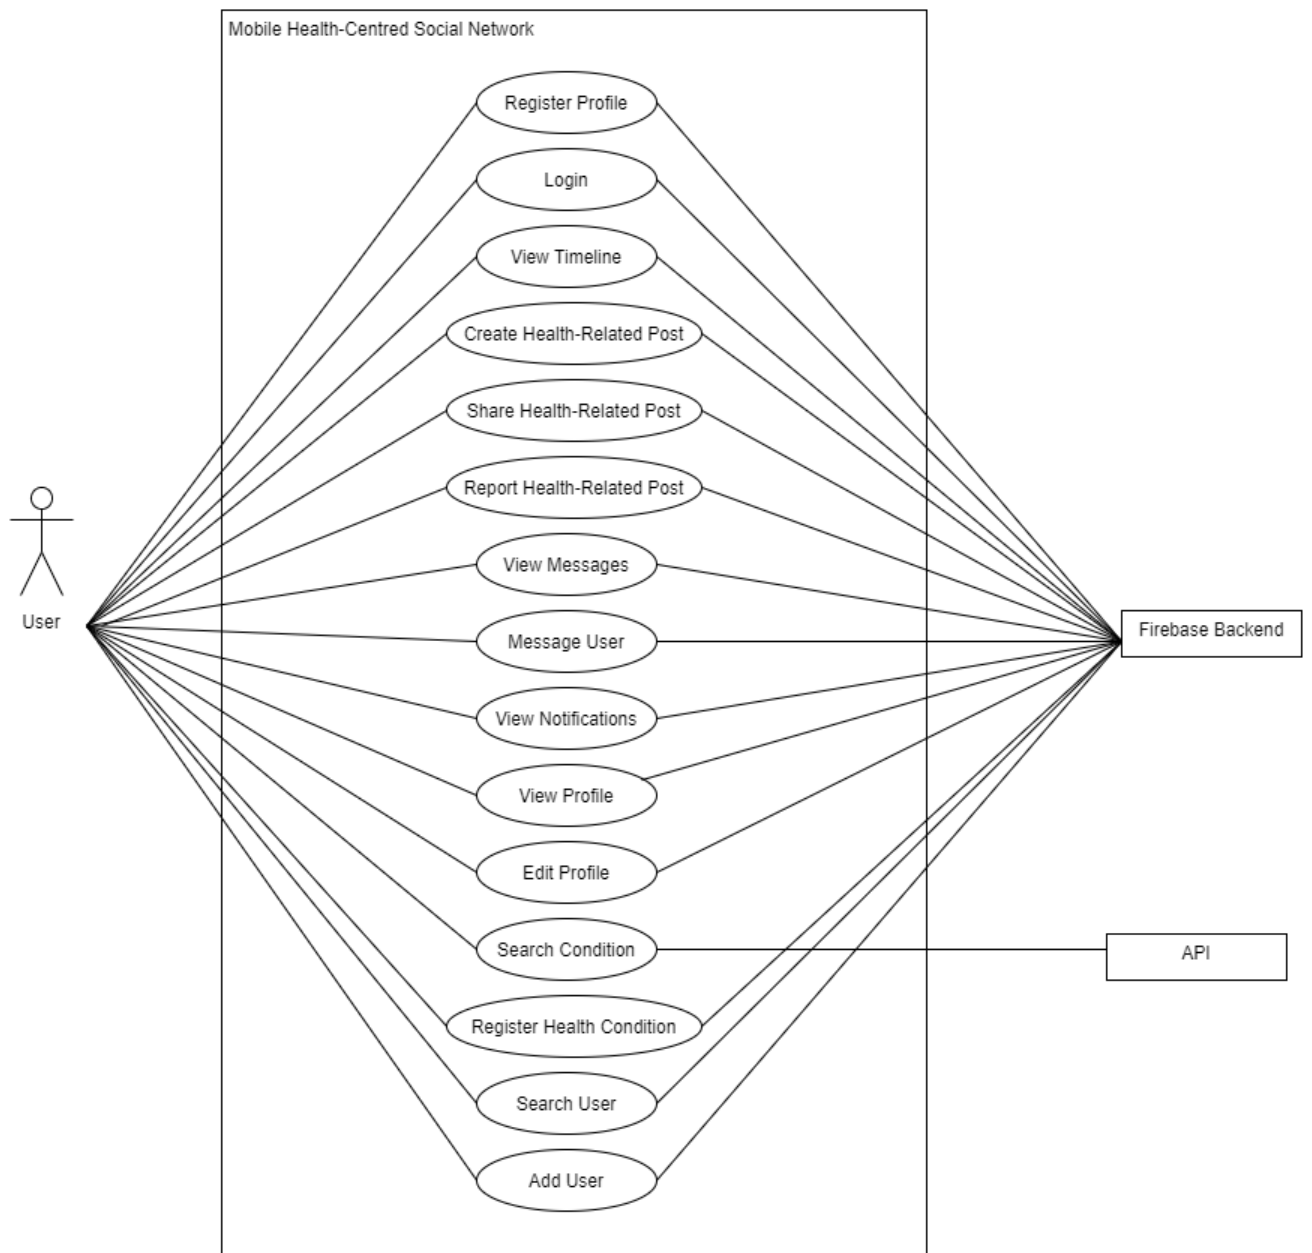 Mobile Health-Centred Social Network
Register Profile
Login
View Timeline
Create Health-Related Post
Share Health-Related Post
Report Health-Related Post
View Messages
User
Message User
Firebase Backend
View Notifications
View Profile
Edit Profile
Search Condition
API
Register Health Condition
Search User
Add User